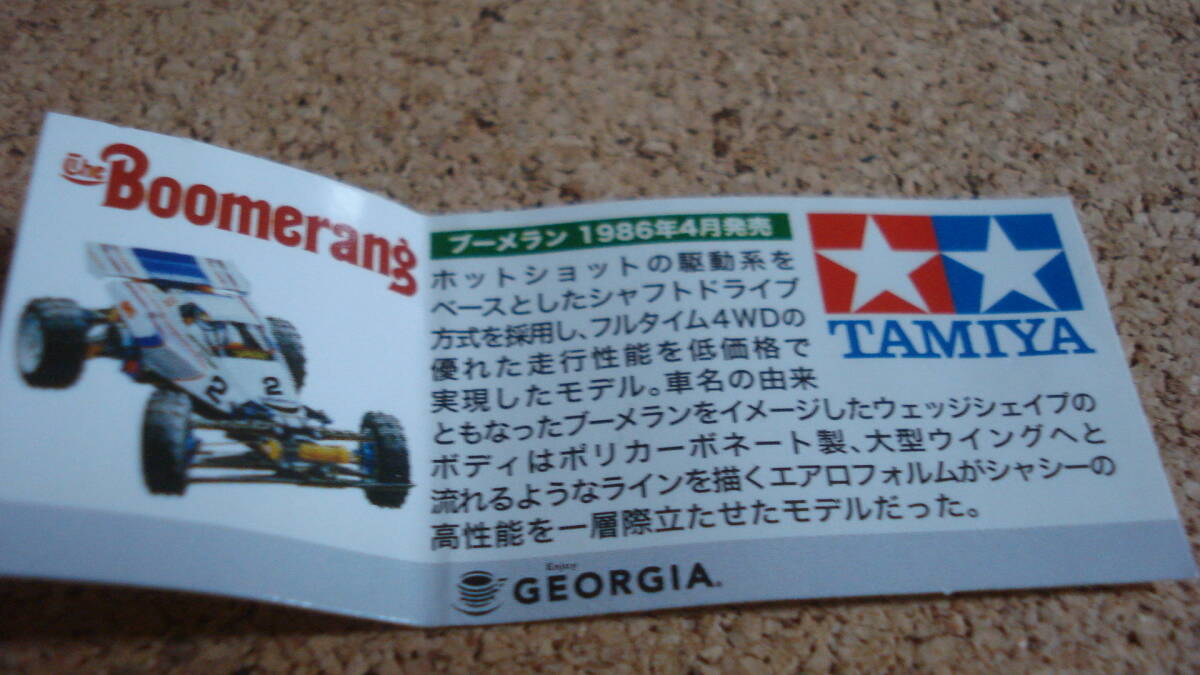 The Boomerang
2 2
ブーメラン 1986年4月発売
ホットショットの駆動系を
ベースとしたシャフトドライブ
方式を採用し、フルタイム4WDの
優れた走行性能を低価格で
実現したモデル。車名の由来
ともなったブーメランをイメージしたウェッジシェイプの
ボディはポリカーボネート製、大型ウイングへと
流れるようなラインを描くエアロフォルムがシャシーの
高性能を一層際立たせたモデルだった。
TAMIYA
Enjoy
GEORGIA®